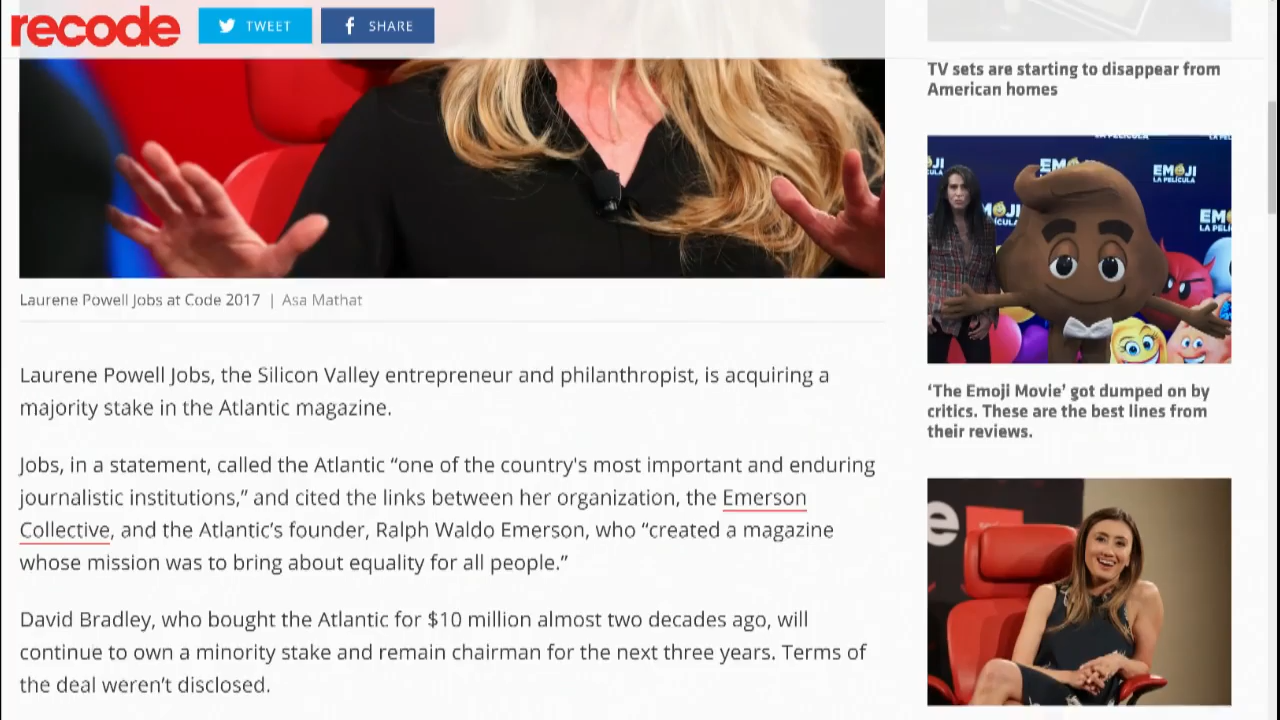 recode
TWEET
SHARE
Laurene Powell Jobs at Code 2017 | Asa Mathat
Laurene Powell Jobs, the Silicon Valley entrepreneur and philanthropist, is acquiring a
majority stake in the Atlantic magazine.
Jobs, in a statement, called the Atlantic “one of the country's most important and enduring
journalistic institutions,” and cited the links between her organization, the Emerson
Collective, and the Atlantic’s founder, Ralph Waldo Emerson, who “created a magazine
whose mission was to bring about equality for all people.”
David Bradley, who bought the Atlantic for $10 million almost two decades ago, will
continue to own a minority stake and remain chairman for the next three years. Terms of
the deal weren’t disclosed.
TV sets are starting to disappear from
American homes
EMOJI
LA PELÍCULA
‘The Emoji Movie’ got dumped on by
critics. These are the best lines from
their reviews.